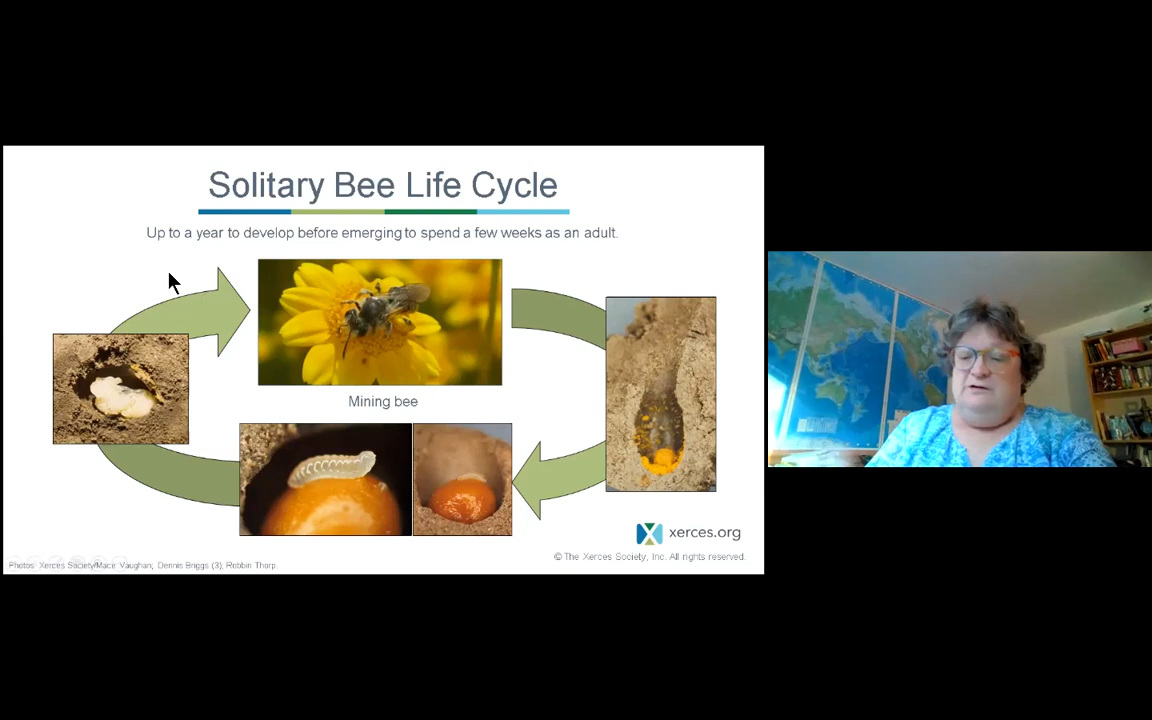 Solitary Bee Life Cycle
Up to a year to develop before emerging to spend a few weeks as an adult.
Mining bee
xerces.org
© The Xerces Society, Inc. All rights reserved.
Photos: Xerces Society/Mace Vaughan; Dennis Briggs (3), Robbin Thorp.